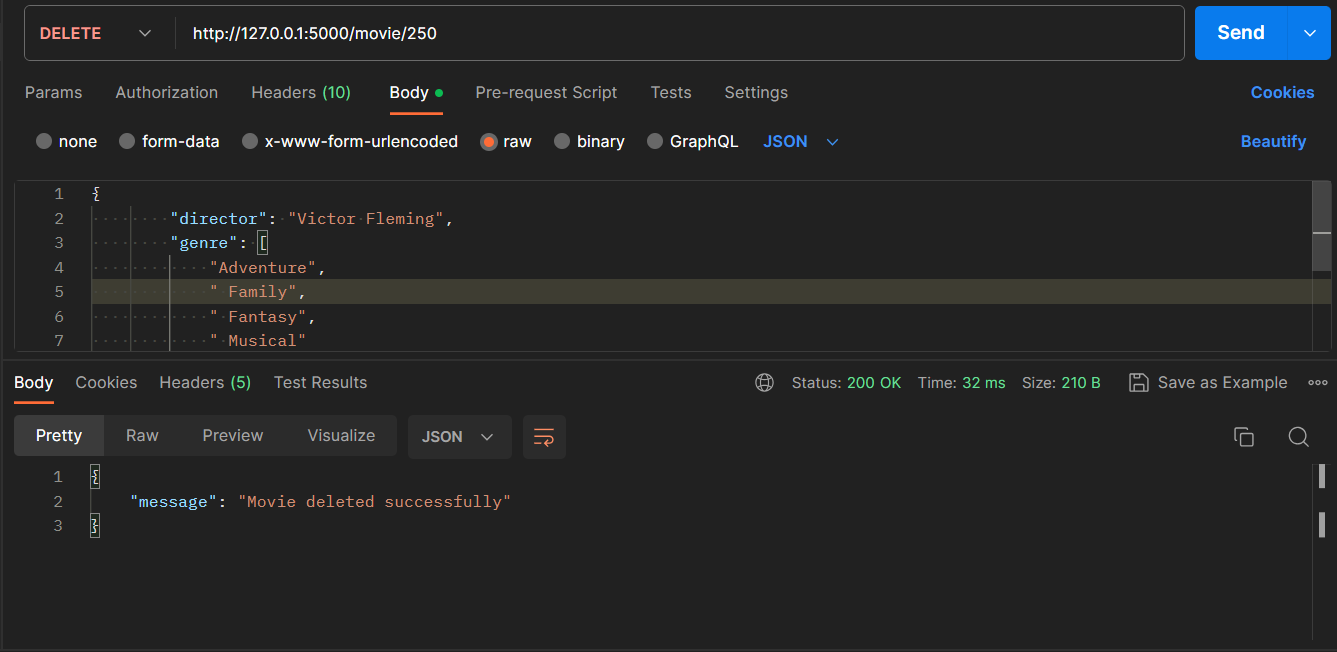 DELETE http://127.0.0.1:5000/movie/250 Send
Params Authorization Headers (10) Body Pre-request Script Tests Settings Cookies
none form-data x-www-form-urlencoded raw binary GraphQL JSON Beautify
1 {
2 "director": "Victor Fleming",
3 "genre": [
4 "Adventure",
5 " Family",
6 " Fantasy",
7 " Musical"
Body Cookies Headers (5) Test Results Status: 200 OK Time: 32 ms Size: 210 B Save as Example
Pretty Raw Preview Visualize JSON
1 {
2 "message": "Movie deleted successfully"
3 }